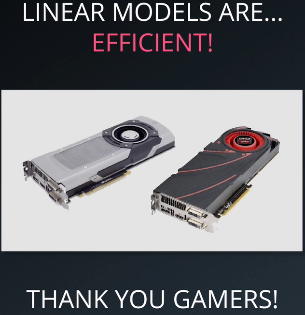 LINEAR MODELS ARE...
EFFICIENT!
THANK YOU GAMERS!